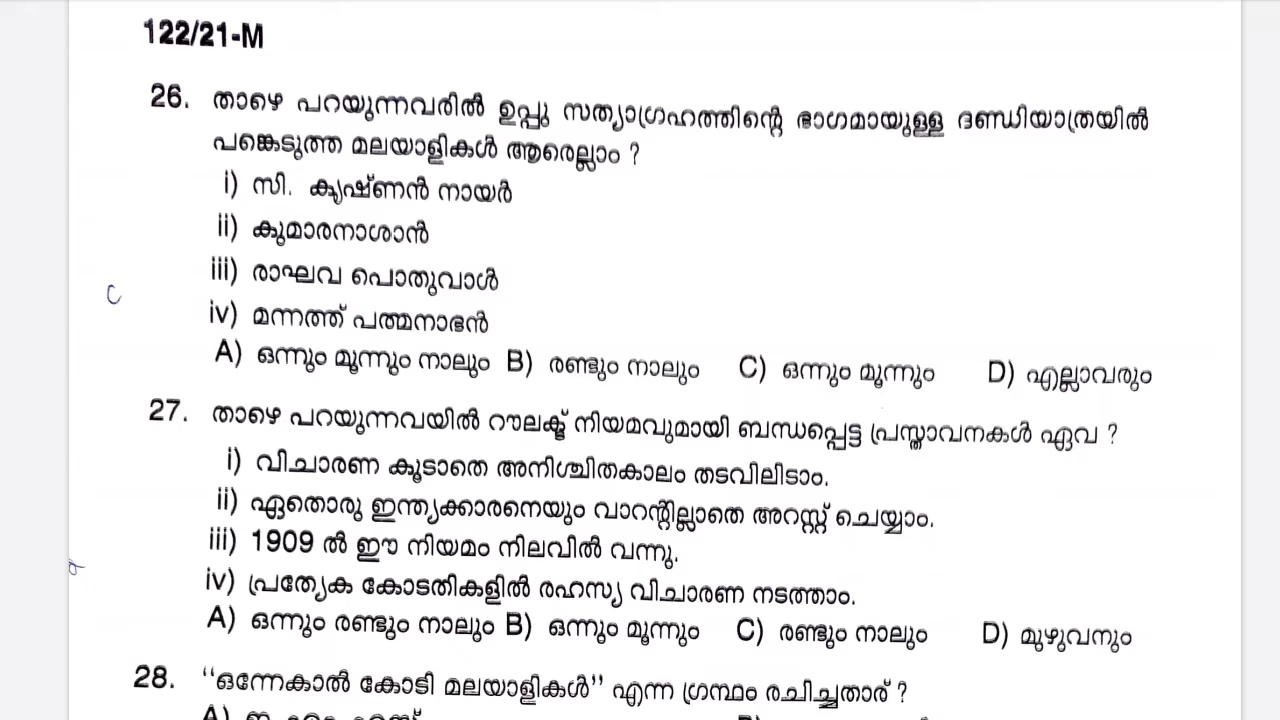 122/21-M
26. താഴെ പറയുന്നവരിൽ ഉപ്പു സത്യാഗ്രഹത്തിന്റെ ഭാഗമായുള്ള ദണ്ഡിയാത്രയിൽ
പങ്കെടുത്ത മലയാളികൾ ആരെല്ലാം ?
i) സി. കൃഷ്ണൻ നായർ
ii) കുമാരനാശാൻ
iii) രാഘവ പൊതുവാൾ
C
iv) മന്നത്ത് പത്മനാഭൻ
A) ഒന്നും മൂന്നും നാലും B) രണ്ടും നാലും C) ഒന്നും മൂന്നും D) എല്ലാവരും
27. താഴെ പറയുന്നവയിൽ റൗലക്ട് നിയമവുമായി ബന്ധപ്പെട്ട പ്രസ്താവനകൾ ഏവ ?
i) വിചാരണ കൂടാതെ അനിശ്ചിതകാലം തടവിലിടാം.
ii) ഏതൊരു ഇന്ത്യക്കാരനെയും വാറന്റില്ലാതെ അറസ്റ്റ് ചെയ്യാം.
iii) 1909 ൽ ഈ നിയമം നിലവിൽ വന്നു.
iv) പ്രത്യേക കോടതികളിൽ രഹസ്യ വിചാരണ നടത്താം.
A) ഒന്നും രണ്ടും നാലും B) ഒന്നും മൂന്നും C) രണ്ടും നാലും D) മുഴുവനും
28. “ഒന്നേകാൽ കോടി മലയാളികൾ” എന്ന ഗ്രന്ഥം രചിച്ചതാര് ?